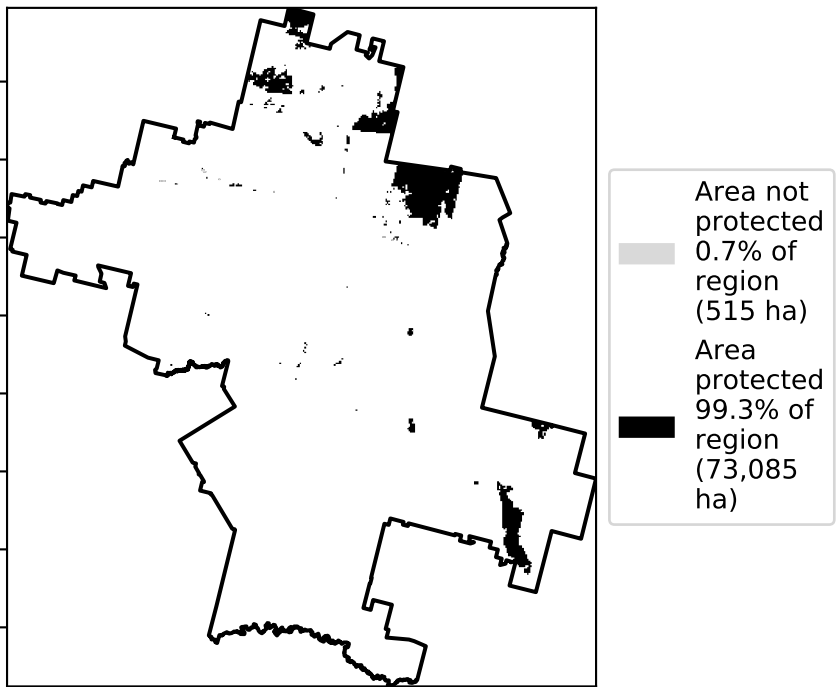 Area not
protected
0.7% of
region
(515 ha)
Area
protected
99.3% of
region
(73,085
ha)